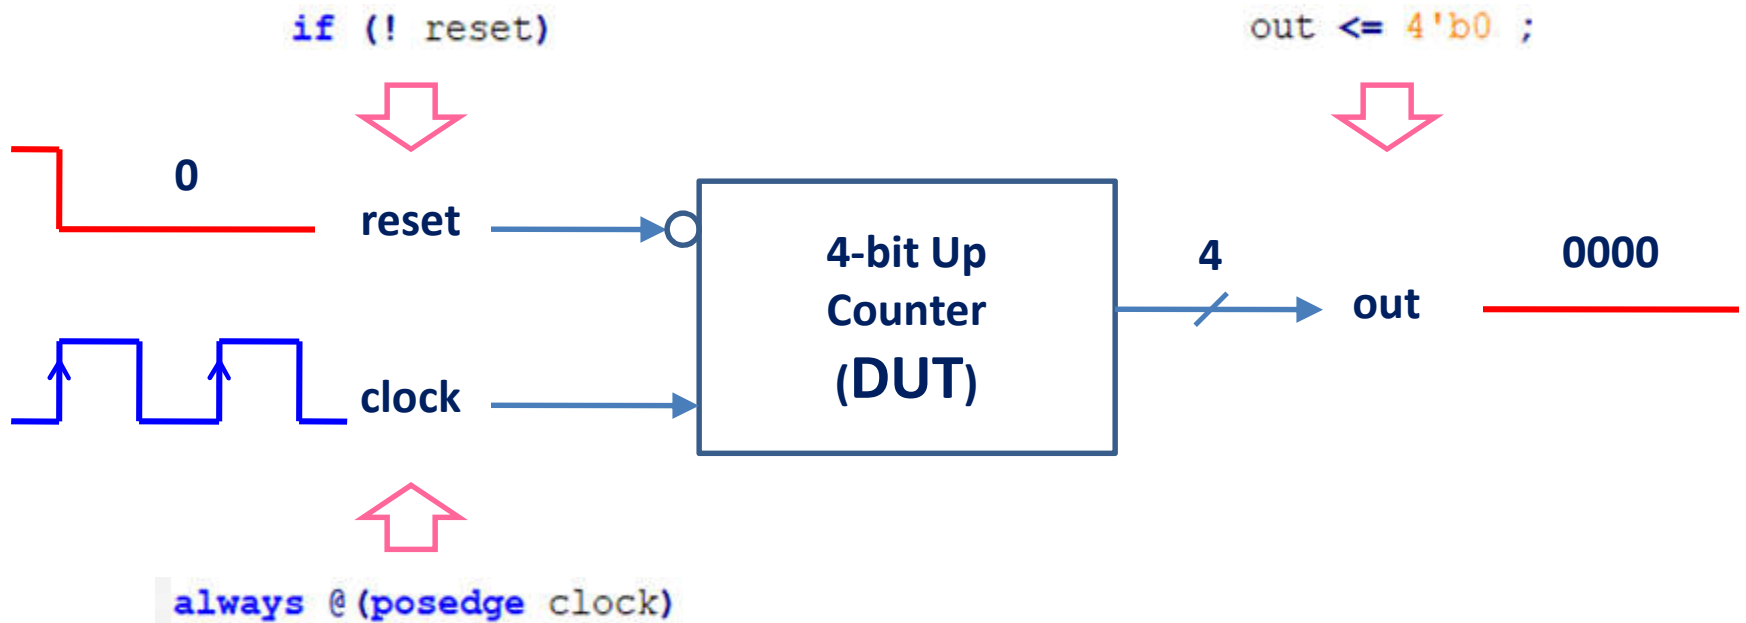 if (! reset)
out <= 4'b0 ;
0
reset
4-bit Up
Counter
(DUT)
4
0000
out
clock
always @(posedge clock)